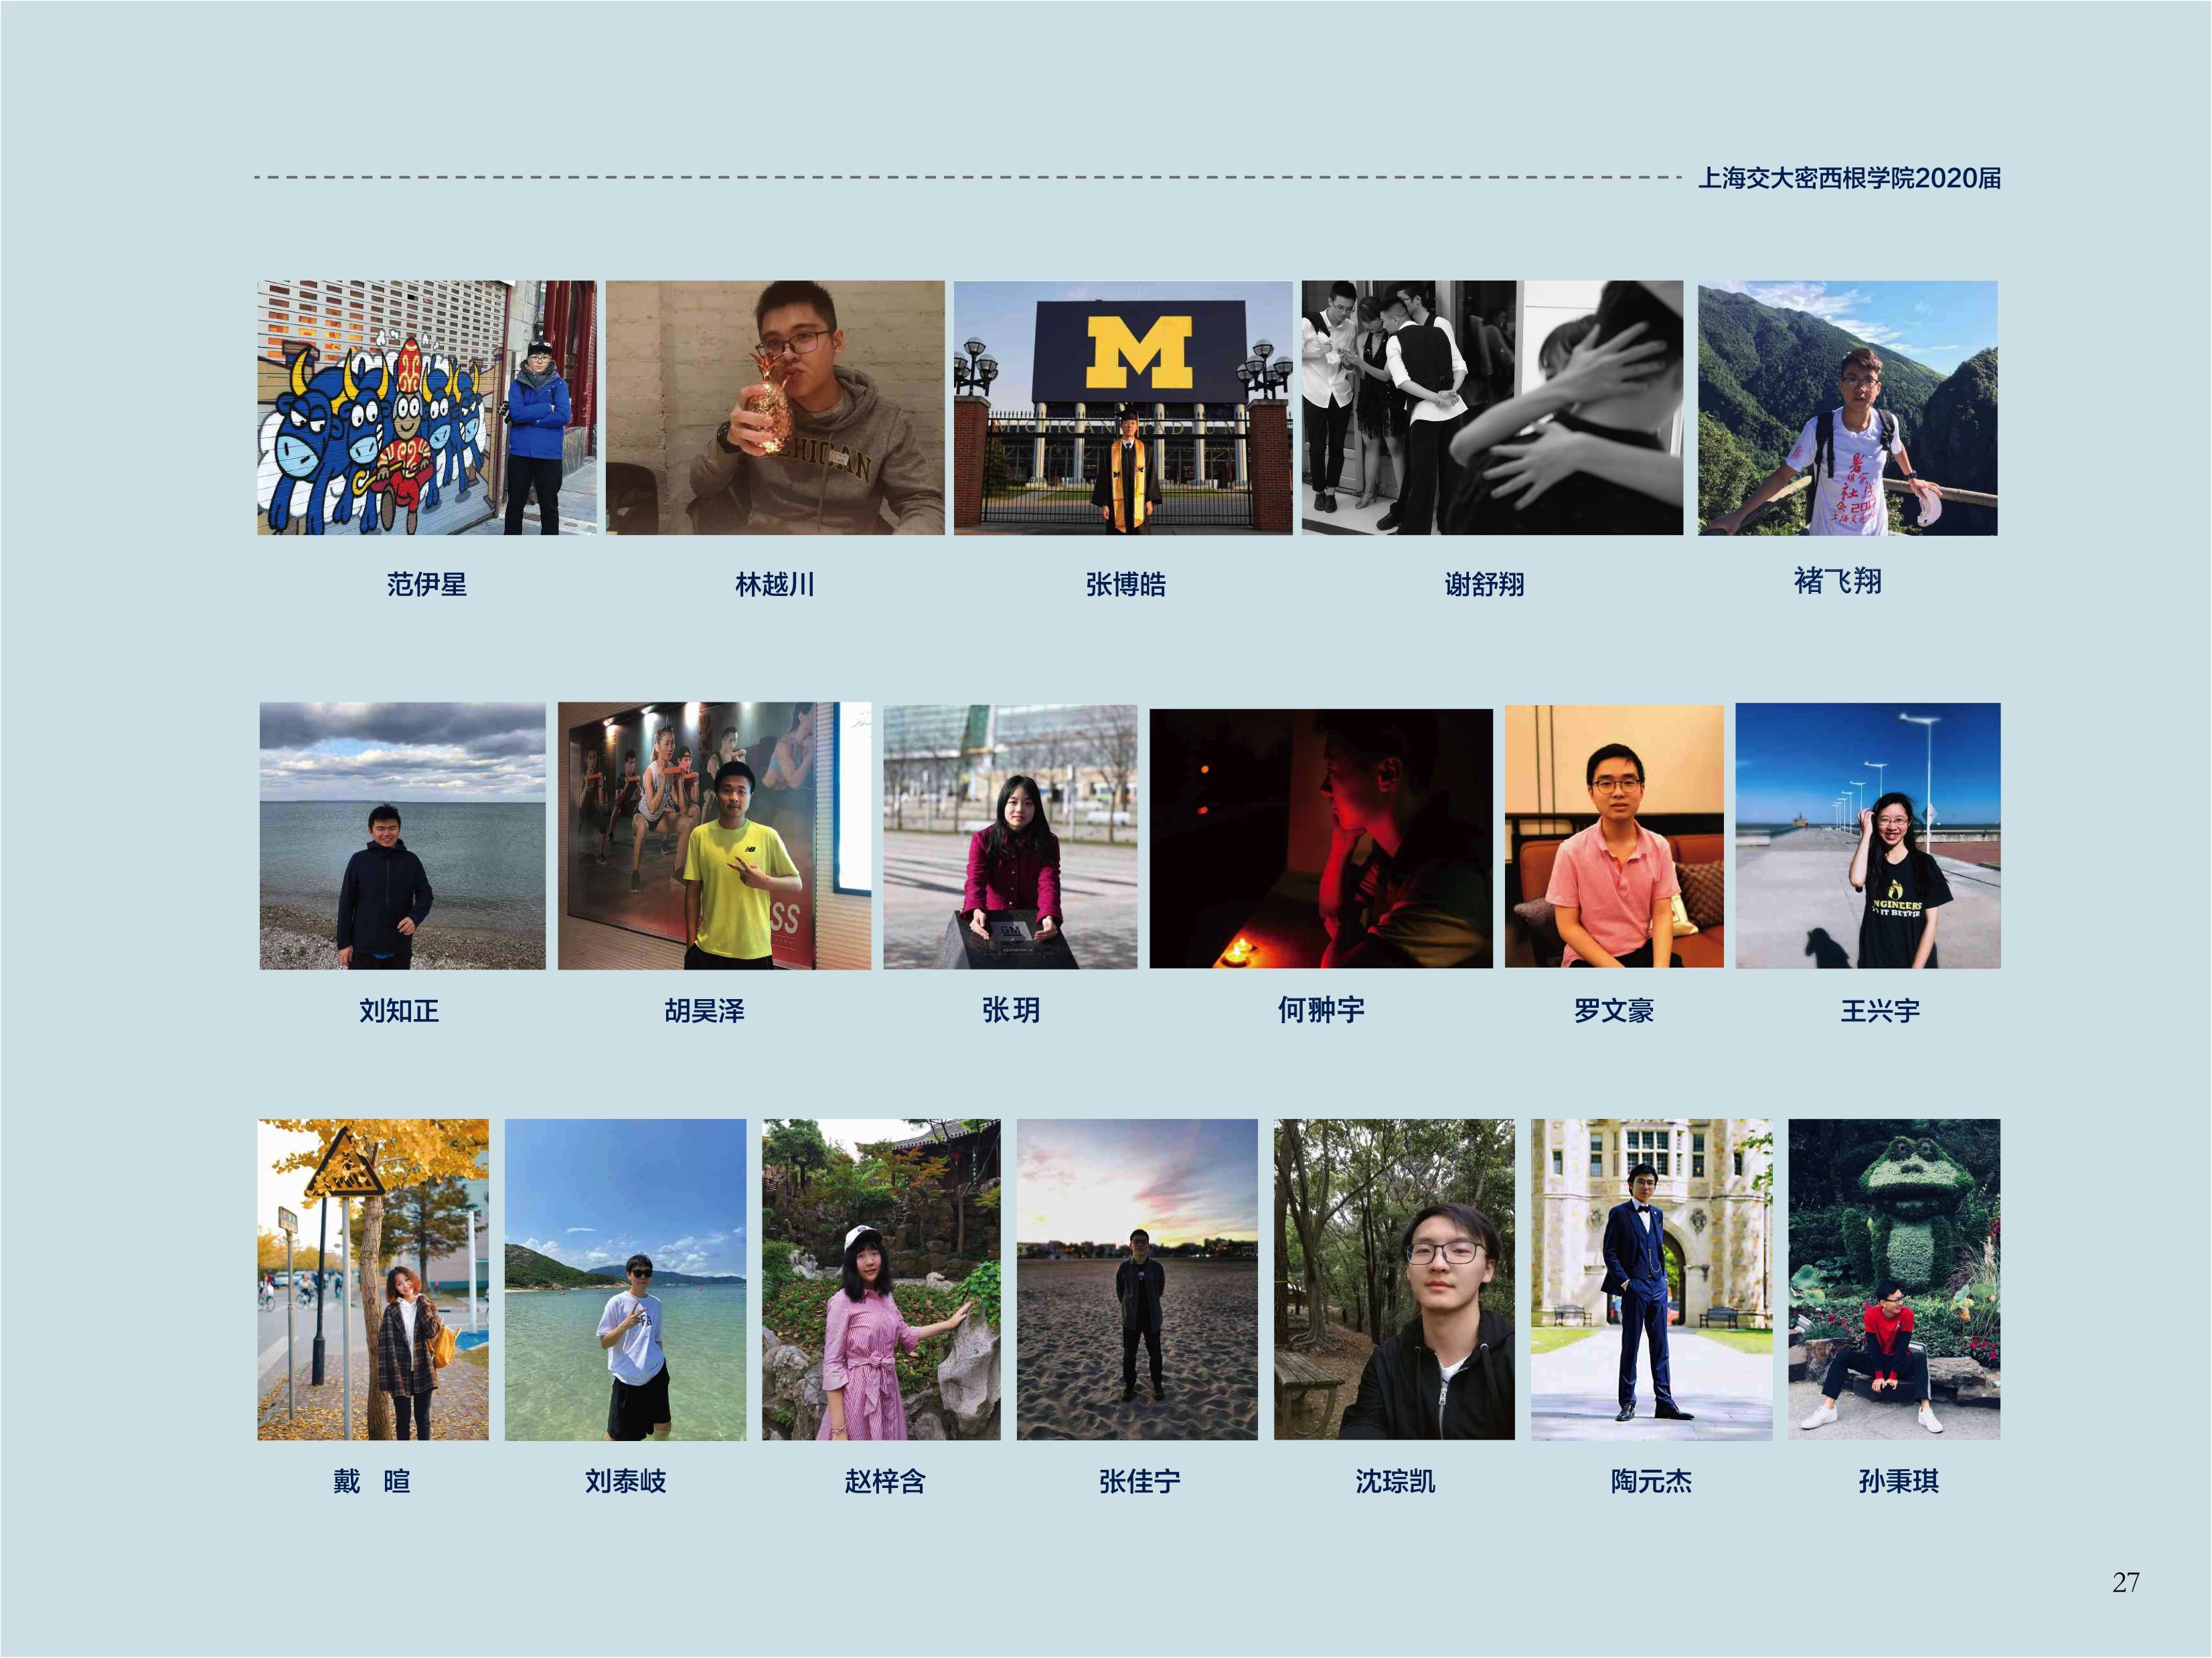 上海交大密西根学院2020届
M
范伊星
林越川
张博皓
谢舒翔
褚飞翔
NGINEERS
GM
SS
刘知正
胡昊泽
张玥
何翀宇
罗文豪
王兴宇
戴 暄
刘泰岐
赵梓含
张佳宁
沈琮凯
陶元杰
孙秉琪
27